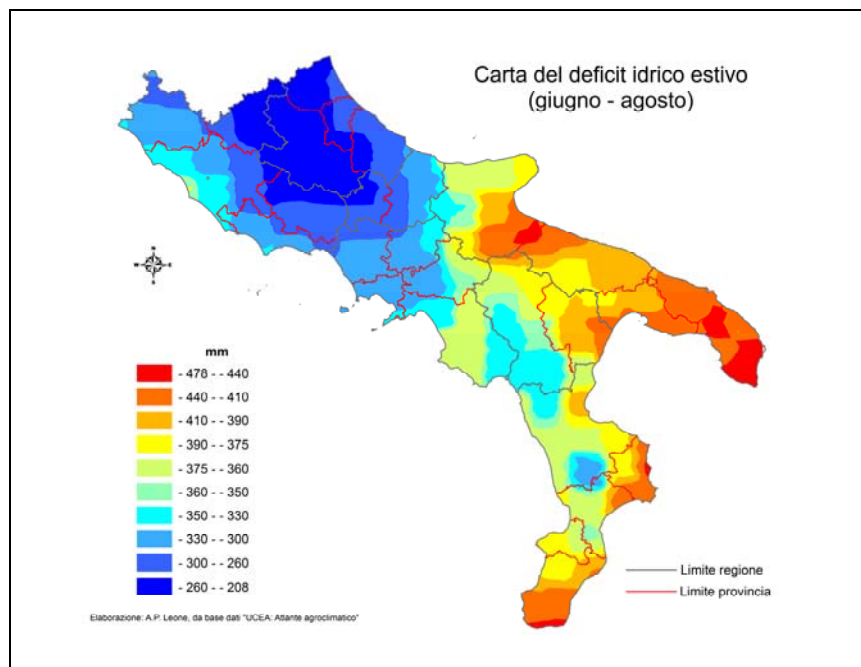 Carta del deficit idrico estivo
(giugno - agosto)
N
W E
S
mm
- 476 - - 440
- 440 - - 410
- 410 - - 390
- 390 - - 375
- 375 - - 360
- 360 - - 350
- 350 - - 330
- 330 - - 300
- 300 - - 260
- 260 - - 208
Limite regione
Limite provincia
Elaborazione: A.P. Leone, da base dati "UCEA: Atlante agroclimatico"